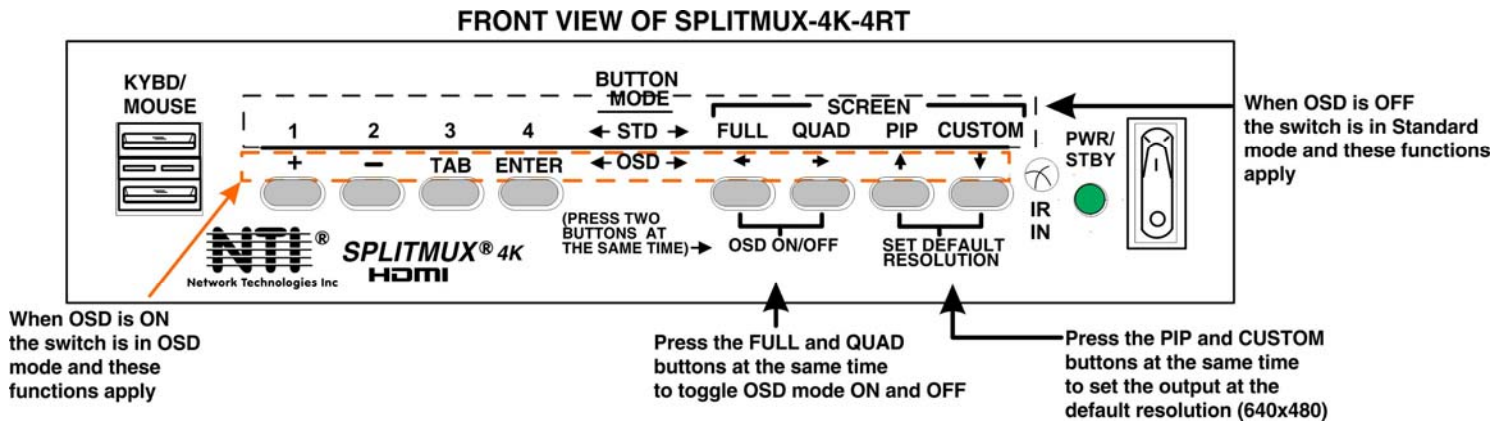 FRONT VIEW OF SPLITMUX-4K-4RT
KYBD/
MOUSE
BUTTON
MODE
SCREEN
1 2 3 4 STD FULL QUAD PIP CUSTOM
+ − TAB ENTER OSD
PWR/
STBY
IR
IN
(PRESS TWO
BUTTONS AT
THE SAME TIME)
OSD ON/OFF
SET DEFAULT
RESOLUTION
NTI®
Network Technologies Inc
SPLITMUX® 4K
HDMI
When OSD is OFF
the switch is in Standard
mode and these functions
apply
When OSD is ON
the switch is in OSD
mode and these
functions apply
Press the FULL and QUAD
buttons at the same time
to toggle OSD mode ON and OFF
Press the PIP and CUSTOM
buttons at the same time
to set the output at the
default resolution (640x480)